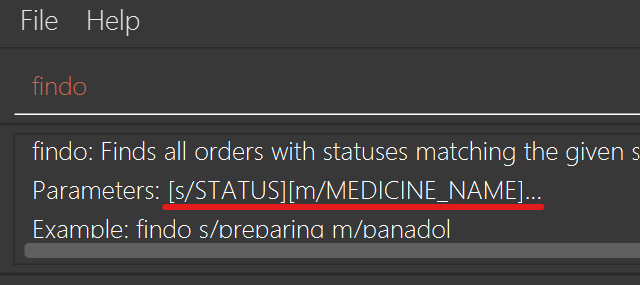 File Help
findo
findo: Finds all orders with statuses matching the given s
Parameters: [s/STATUS][m/MEDICINE_NAME]...
Example: findo s/preparing m/panadol